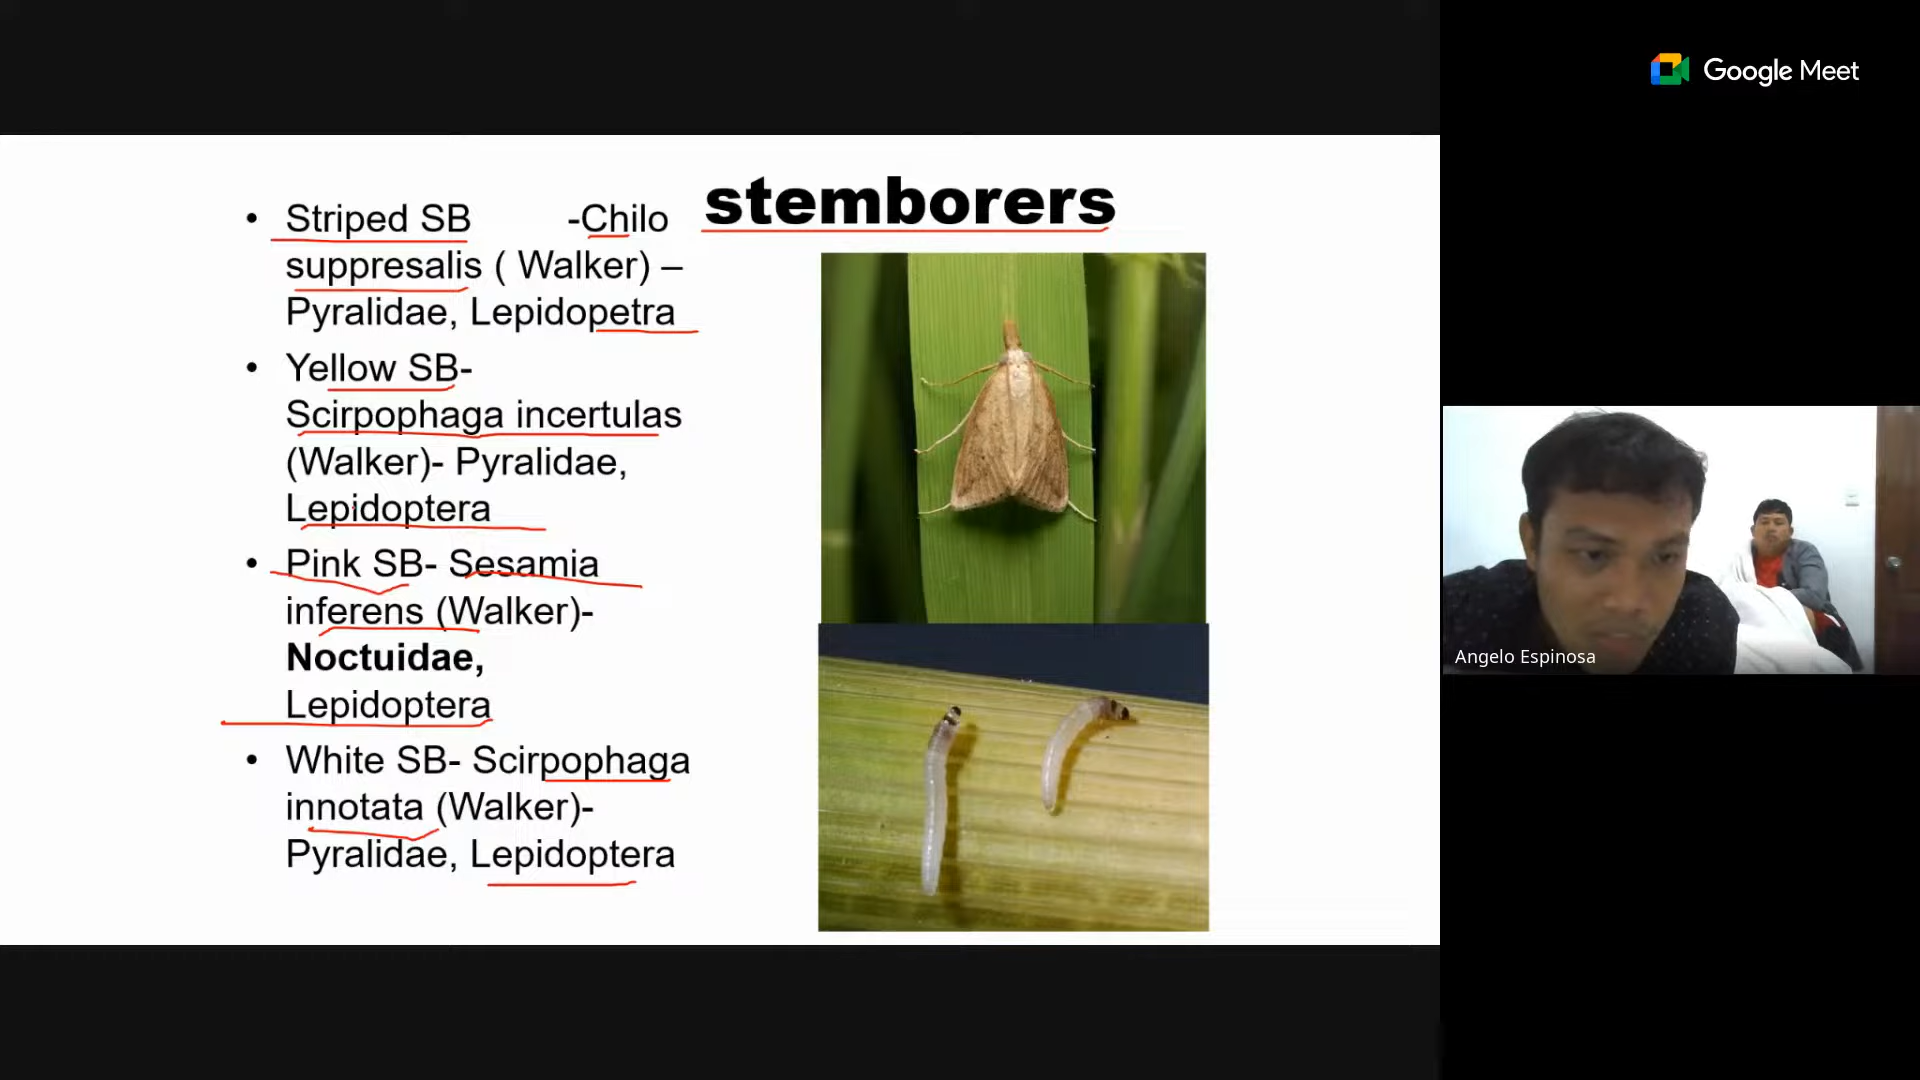 stemborers
• Striped SB -Chilo
suppresalis ( Walker) –
Pyralidae, Lepidopetra
• Yellow SB-
Scirpophaga incertulas
(Walker)- Pyralidae,
Lepidoptera
• Pink SB- Sesamia
inferens (Walker)-
Noctuidae,
Lepidoptera
• White SB- Scirpophaga
innotata (Walker)-
Pyralidae, Lepidoptera
Google Meet
Angelo Espinosa